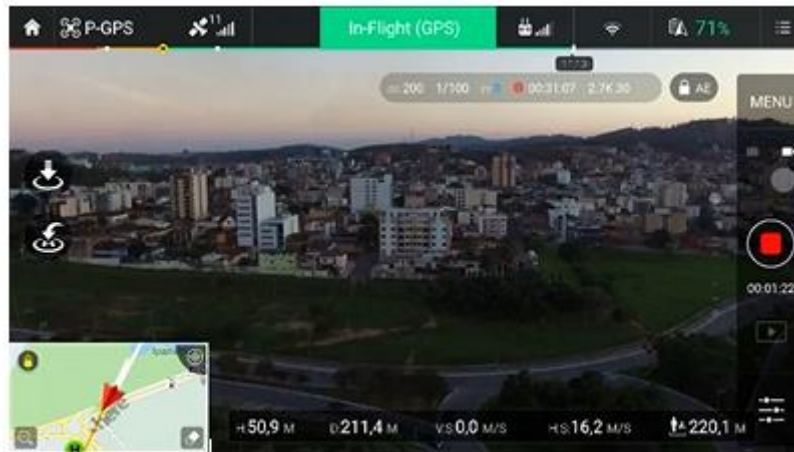 P-GPS 11 In-Flight (GPS) 71%
200 1/100 00:31:07 2.7K 30 AE
MENU
00:01:22
H:50,9 M D:211,4 M V.S:0,0 M/S H.S:16,2 M/S 220,1 M
H